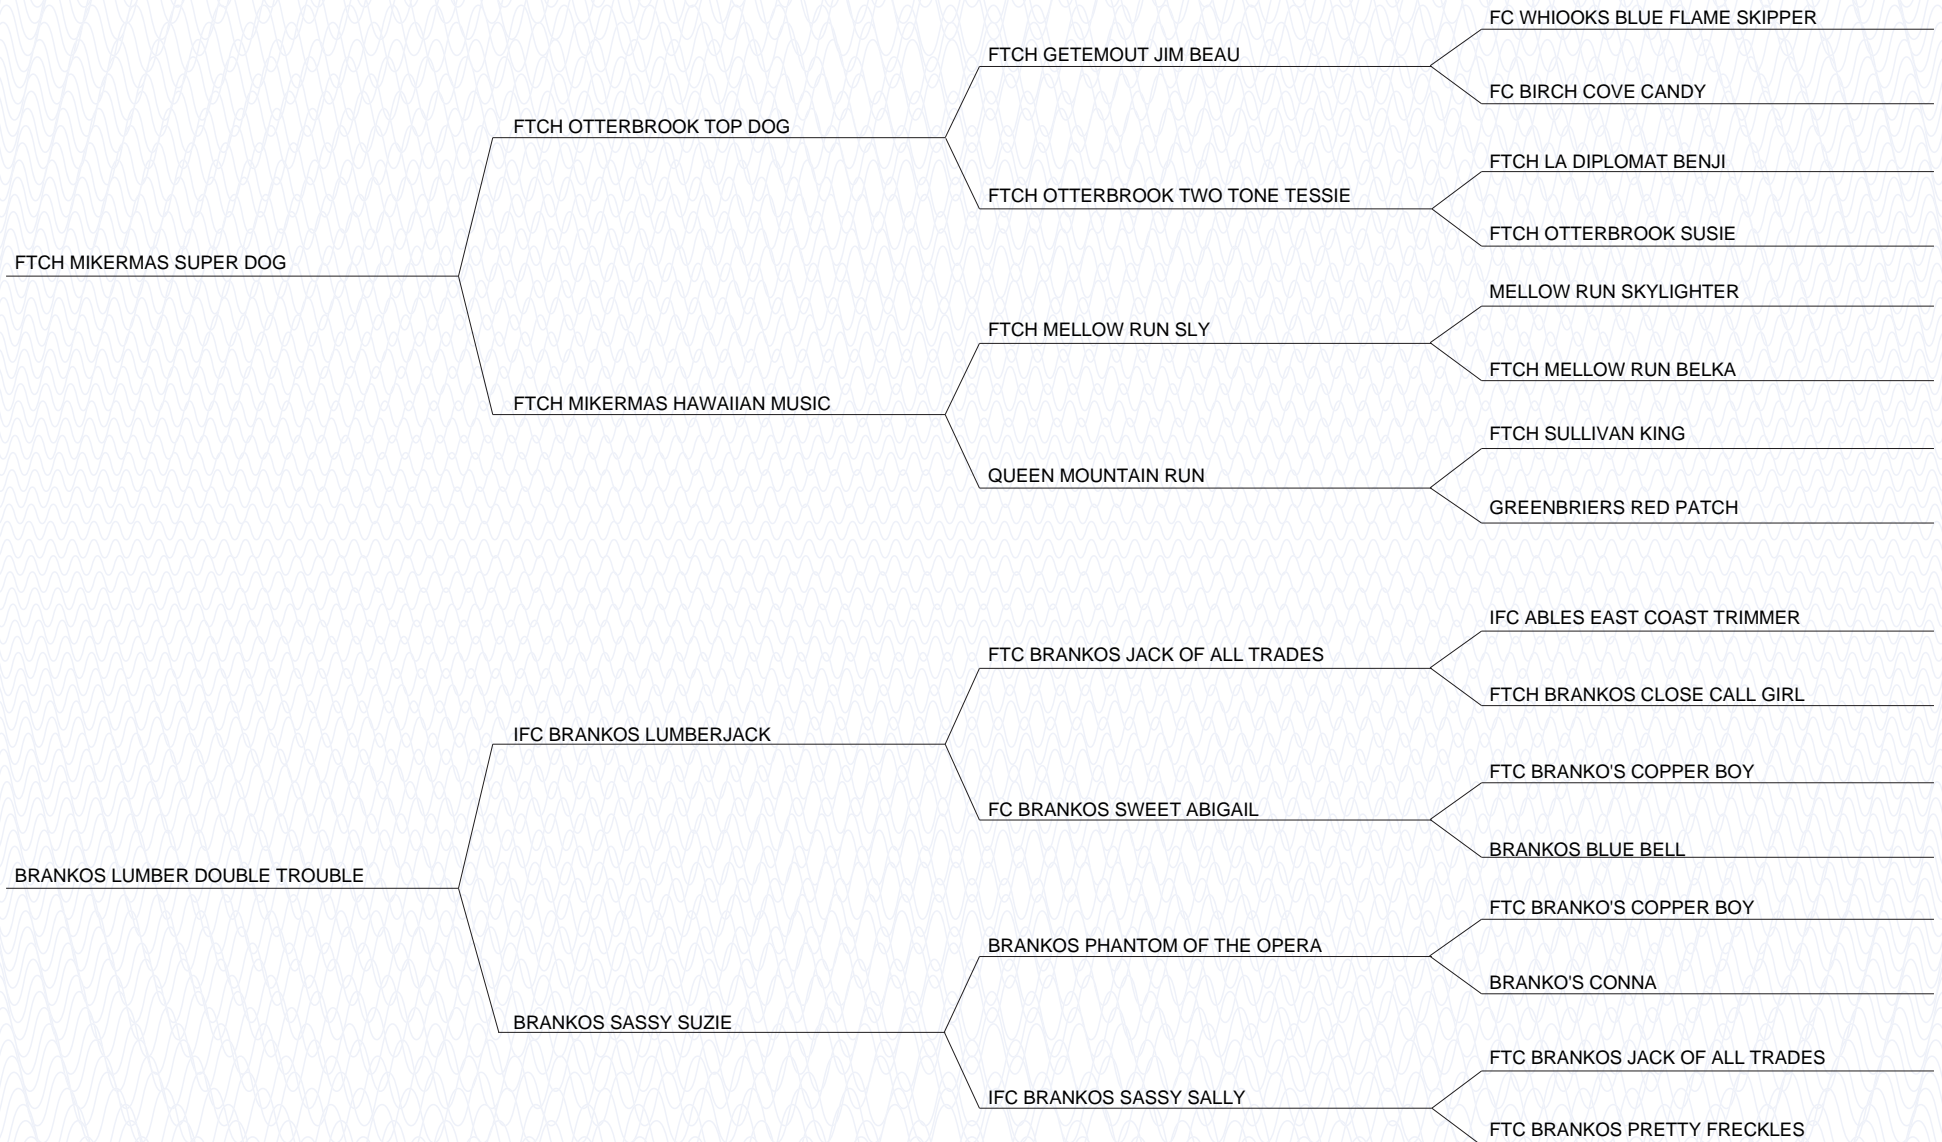 FC WHIOOKS BLUE FLAME SKIPPER
FTCH GETEMOUT JIM BEAU
FC BIRCH COVE CANDY
FTCH OTTERBROOK TOP DOG
FTCH LA DIPLOMAT BENJI
FTCH OTTERBROOK TWO TONE TESSIE
FTCH OTTERBROOK SUSIE
FTCH MIKERMAS SUPER DOG
MELLOW RUN SKYLIGHTER
FTCH MELLOW RUN SLY
FTCH MELLOW RUN BELKA
FTCH MIKERMAS HAWAIIAN MUSIC
FTCH SULLIVAN KING
QUEEN MOUNTAIN RUN
GREENBRIERS RED PATCH
IFC ABLES EAST COAST TRIMMER
FTC BRANKOS JACK OF ALL TRADES
FTCH BRANKOS CLOSE CALL GIRL
IFC BRANKOS LUMBERJACK
FTC BRANKO'S COPPER BOY
FC BRANKOS SWEET ABIGAIL
BRANKOS BLUE BELL
BRANKOS LUMBER DOUBLE TROUBLE
FTC BRANKO'S COPPER BOY
BRANKOS PHANTOM OF THE OPERA
BRANKO'S CONNA
BRANKOS SASSY SUZIE
FTC BRANKOS JACK OF ALL TRADES
IFC BRANKOS SASSY SALLY
FTC BRANKOS PRETTY FRECKLES